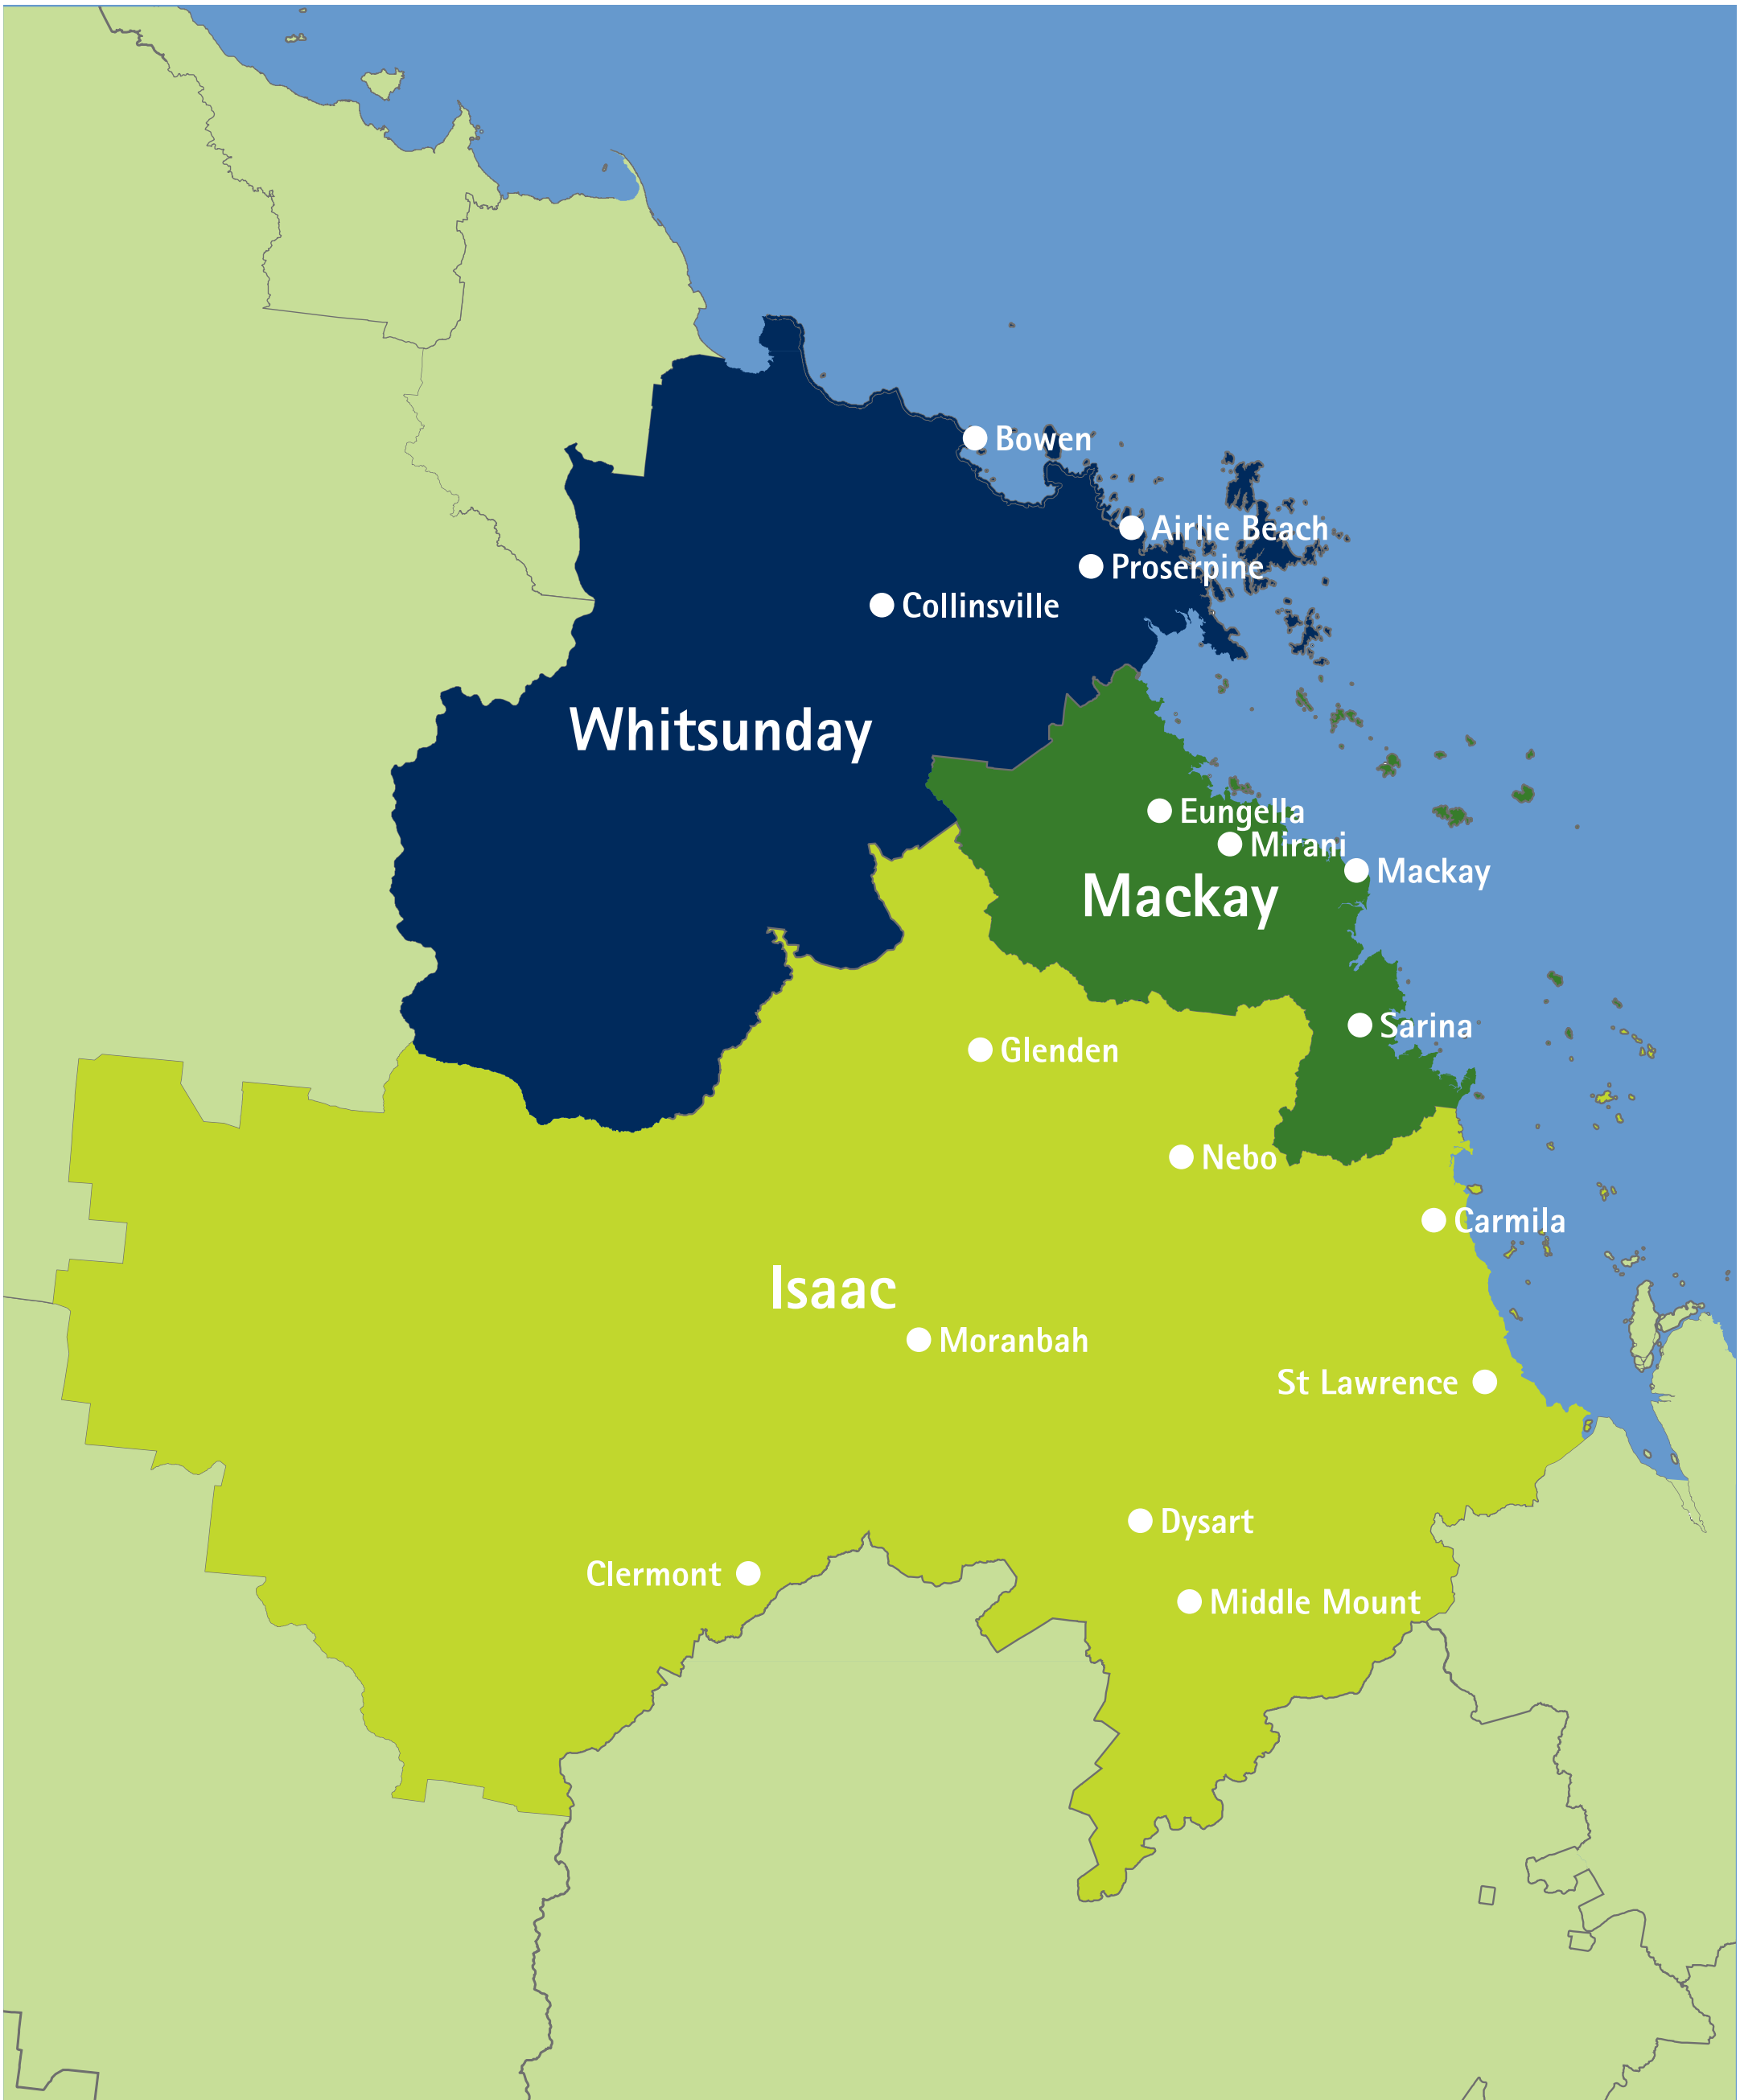 Bowen
Airlie Beach
Proserpine
Collinsville
Whitsunday
Eungella
Mirani
Mackay
Mackay
Sarina
Glenden
Nebo
Carmila
Isaac
Moranbah
St Lawrence
Dysart
Clermont
Middle Mount